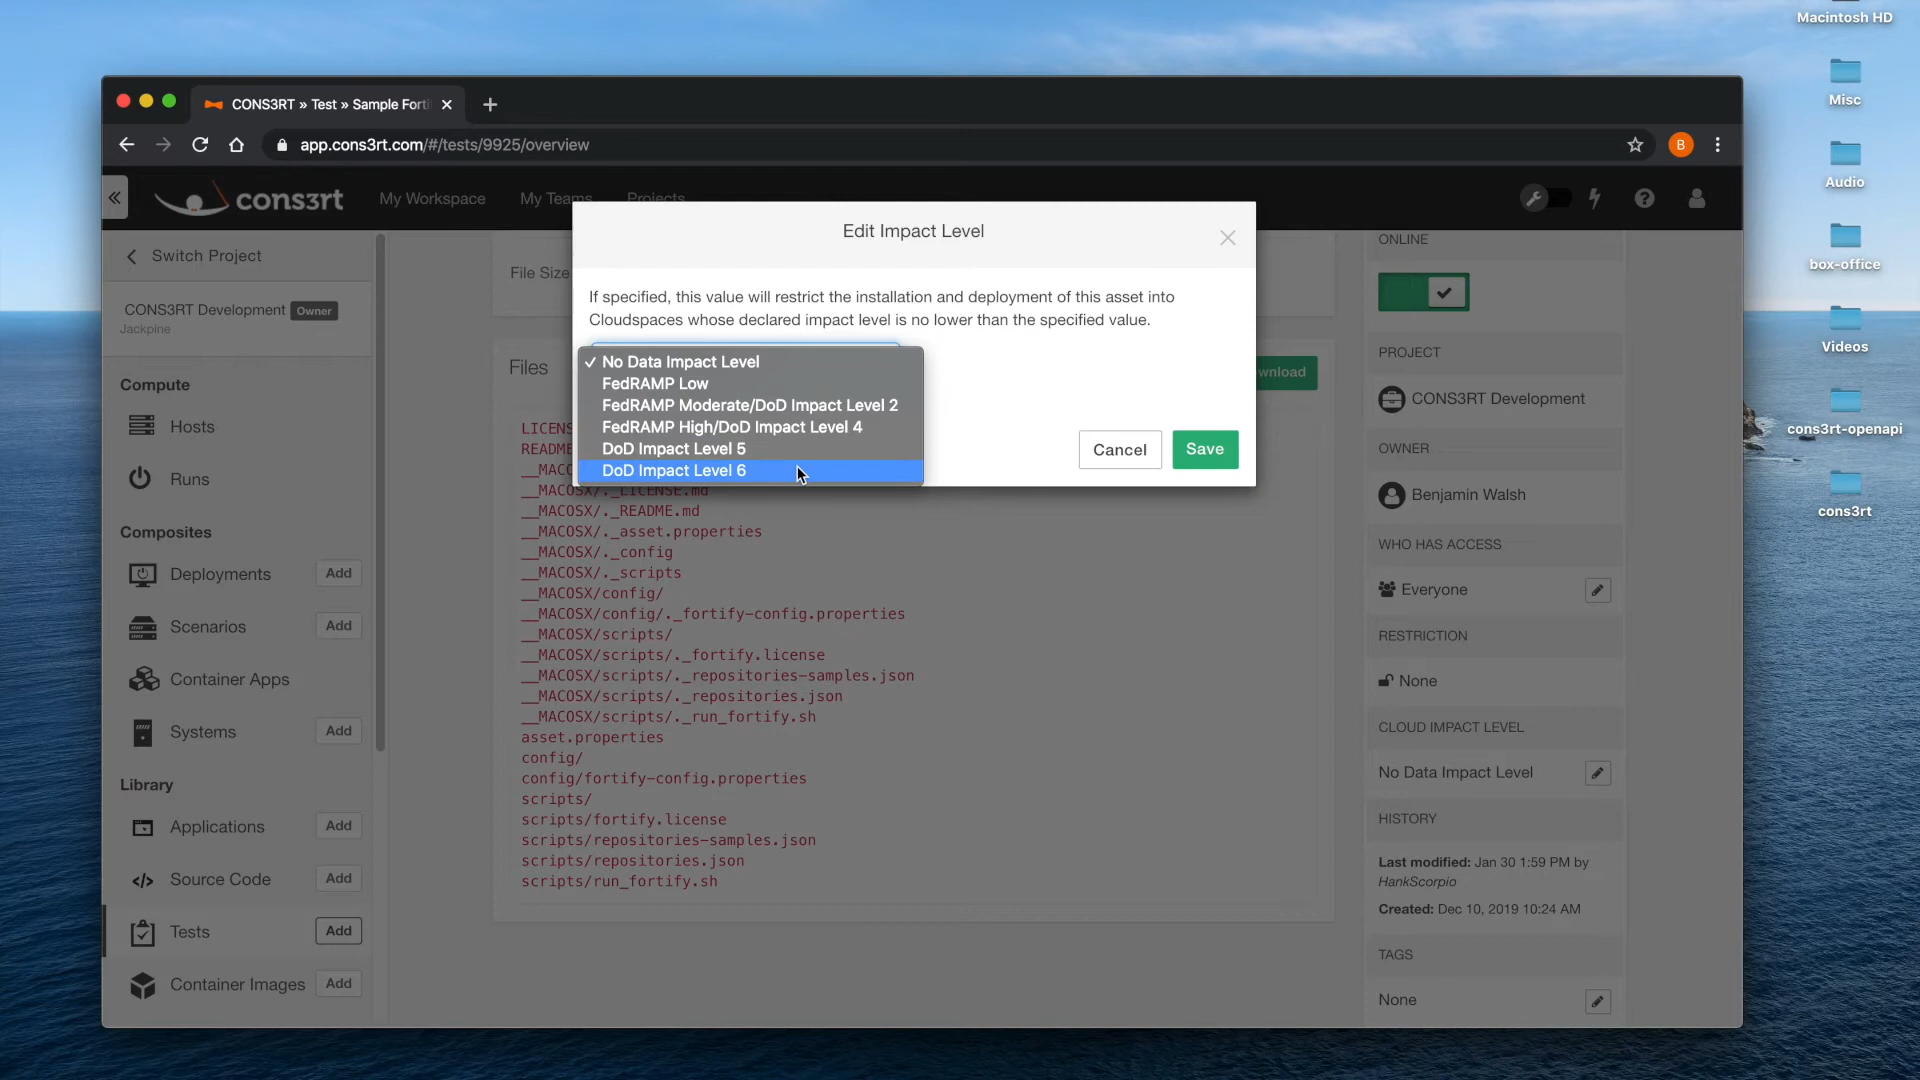 Macintosh HD
Misc
Audio
box-office
Videos
cons3rt-openapi
cons3rt
CONS3RT » Test » Sample Forti
app.cons3rt.com/#/tests/9925/overview
B
cons3rt
My Workspace
My Teams
Projects
Switch Project
CONS3RT Development Owner
Jackpine
Compute
Hosts
Runs
Composites
Deployments Add
Scenarios Add
Container Apps
Systems Add
Library
Applications Add
Source Code Add
Tests Add
Container Images Add
File Size
Files
wnload
Edit Impact Level
If specified, this value will restrict the installation and deployment of this asset into
Cloudspaces whose declared impact level is no lower than the specified value.
✓ No Data Impact Level
FedRAMP Low
FedRAMP Moderate/DoD Impact Level 2
FedRAMP High/DoD Impact Level 4
DoD Impact Level 5
DoD Impact Level 6
Cancel
Save
LICENS
README
__MACO
__MACOSX/._LICENSE.md
__MACOSX/._README.md
__MACOSX/._asset.properties
__MACOSX/._config
__MACOSX/._scripts
__MACOSX/config/
__MACOSX/config/._fortify-config.properties
__MACOSX/scripts/
__MACOSX/scripts/._fortify.license
__MACOSX/scripts/._repositories-samples.json
__MACOSX/scripts/._repositories.json
__MACOSX/scripts/._run_fortify.sh
asset.properties
config/
config/fortify-config.properties
scripts/
scripts/fortify.license
scripts/repositories-samples.json
scripts/repositories.json
scripts/run_fortify.sh
ONLINE
PROJECT
CONS3RT Development
OWNER
Benjamin Walsh
WHO HAS ACCESS
Everyone
RESTRICTION
None
CLOUD IMPACT LEVEL
No Data Impact Level
HISTORY
Last modified: Jan 30 1:59 PM by
HankScorpio
Created: Dec 10, 2019 10:24 AM
TAGS
None